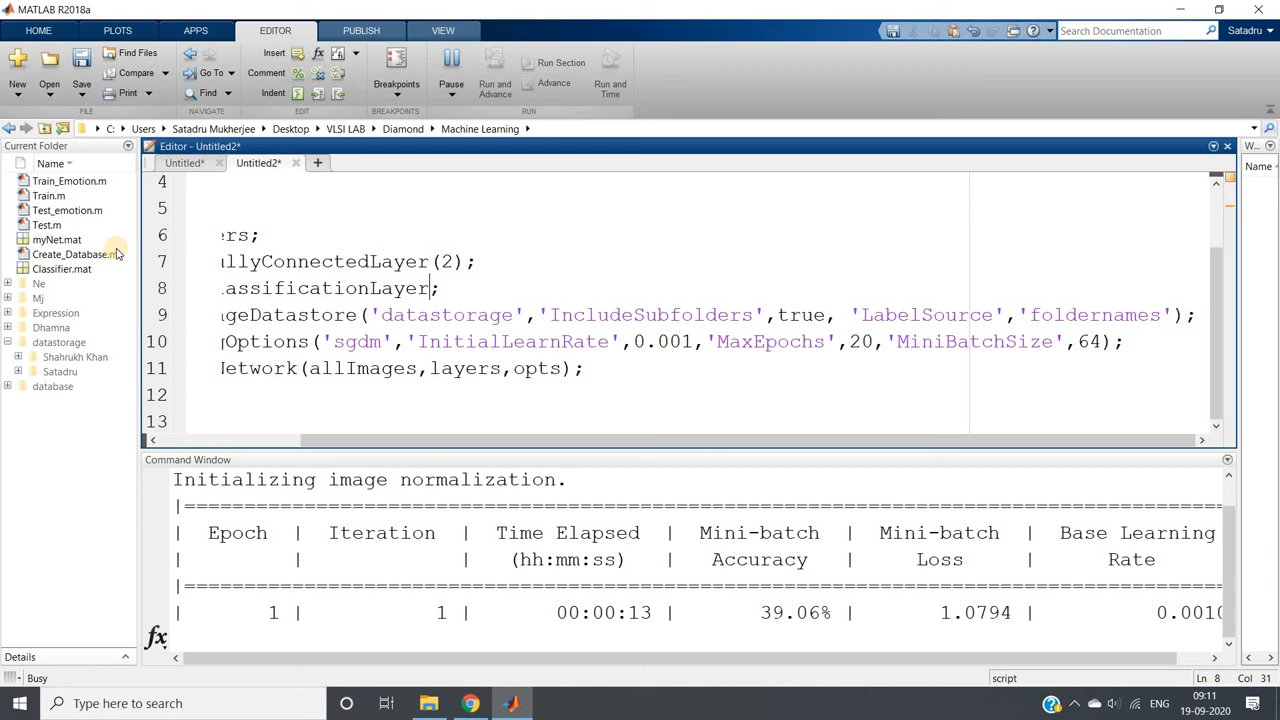 MATLAB R2018a
HOME PLOTS APPS EDITOR PUBLISH VIEW Search Documentation Satadru
New Open Save Find Files Compare Print
Go To Find
Insert fx Comment Indent
Breakpoints Pause Run and Advance Run Section Advance Run and Time
FILE NAVIGATE EDIT BREAKPOINTS RUN
C: Users Satadru Mukherjee Desktop VLSI LAB Diamond Machine Learning
Current Folder
Name
Train_Emotion.m
Train.m
Test_emotion.m
Test.m
myNet.mat
Create_Database.m
Classifier.mat
Ne
Mj
Expression
Dhamna
datastorage
Shahrukh Khan
Satadru
database
Details
Editor - Untitled2*
Untitled* Untitled2*
W...
Name
4
5
6 ers;
7 llyConnectedLayer(2);
8 assificationLayer;
9 geDatastore('datastorage','IncludeSubfolders',true, 'LabelSource','foldernames');
10 gOptions('sgdm','InitialLearnRate',0.001,'MaxEpochs',20,'MiniBatchSize',64);
11 etwork(allImages,layers,opts);
12
13
Command Window
Initializing image normalization.
|=======================================================================
| Epoch | Iteration | Time Elapsed | Mini-batch | Mini-batch | Base Learning
| | | (hh:mm:ss) | Accuracy | Loss | Rate
|=======================================================================
| 1 | 1 | 00:00:13 | 39.06% | 1.0794 | 0.0010
fx
Busy script Ln 8 Col 31
Type here to search ENG 09:11 19-09-2020